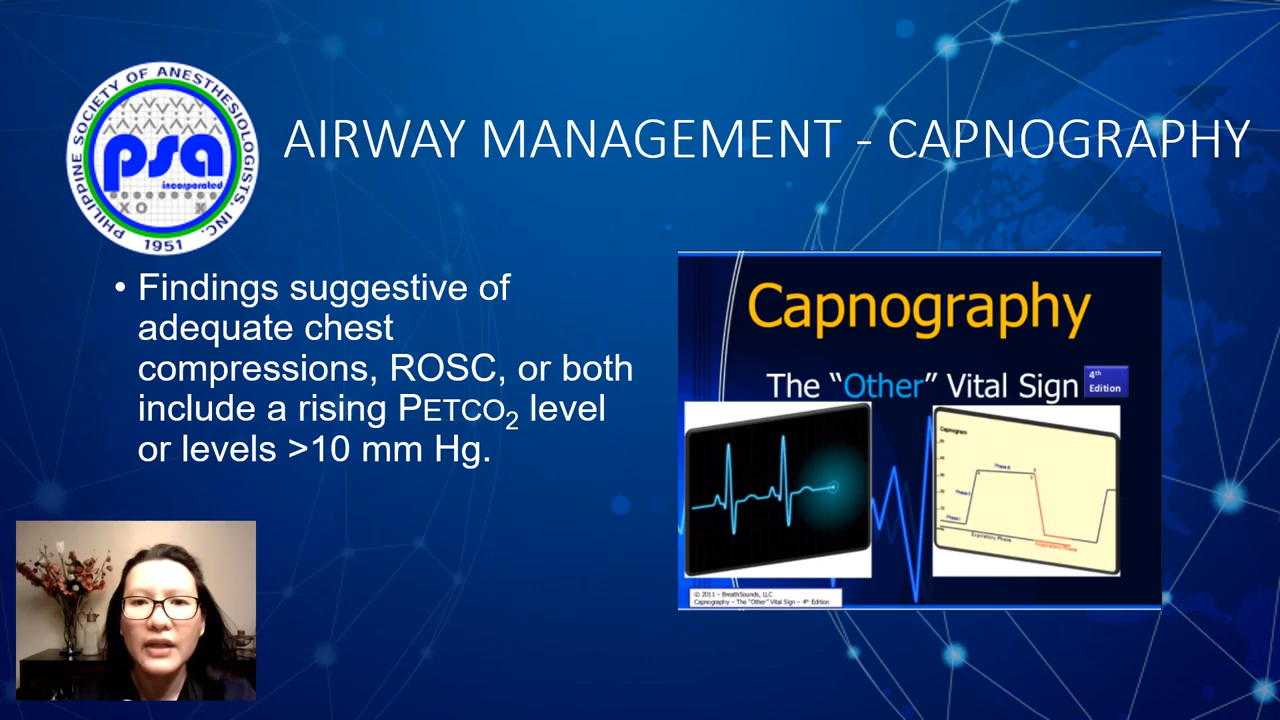 PHILIPPINE SOCIETY OF ANESTHESIOLOGISTS, INC.
psa
incorporated
XO X
1951
AIRWAY MANAGEMENT - CAPNOGRAPHY
• Findings suggestive of
adequate chest
compressions, ROSC, or both
include a rising PETCO₂ level
or levels >10 mm Hg.
Capnography
The “Other” Vital Sign
4th
Edition
Capnogram
Phase III
Phase II
Phase I
Expiratory Phase
Inspiratory Phase
© 2011 – BreathSounds, LLC
Capnography – The “Other” Vital Sign – 4th Edition